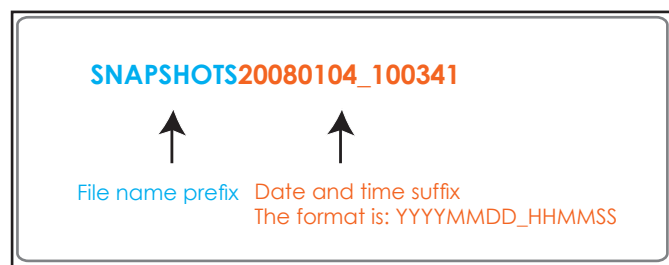 SNAPSHOTS20080104_100341
File name prefix Date and time suffix
The format is: YYYYMMDD_HHMMSS